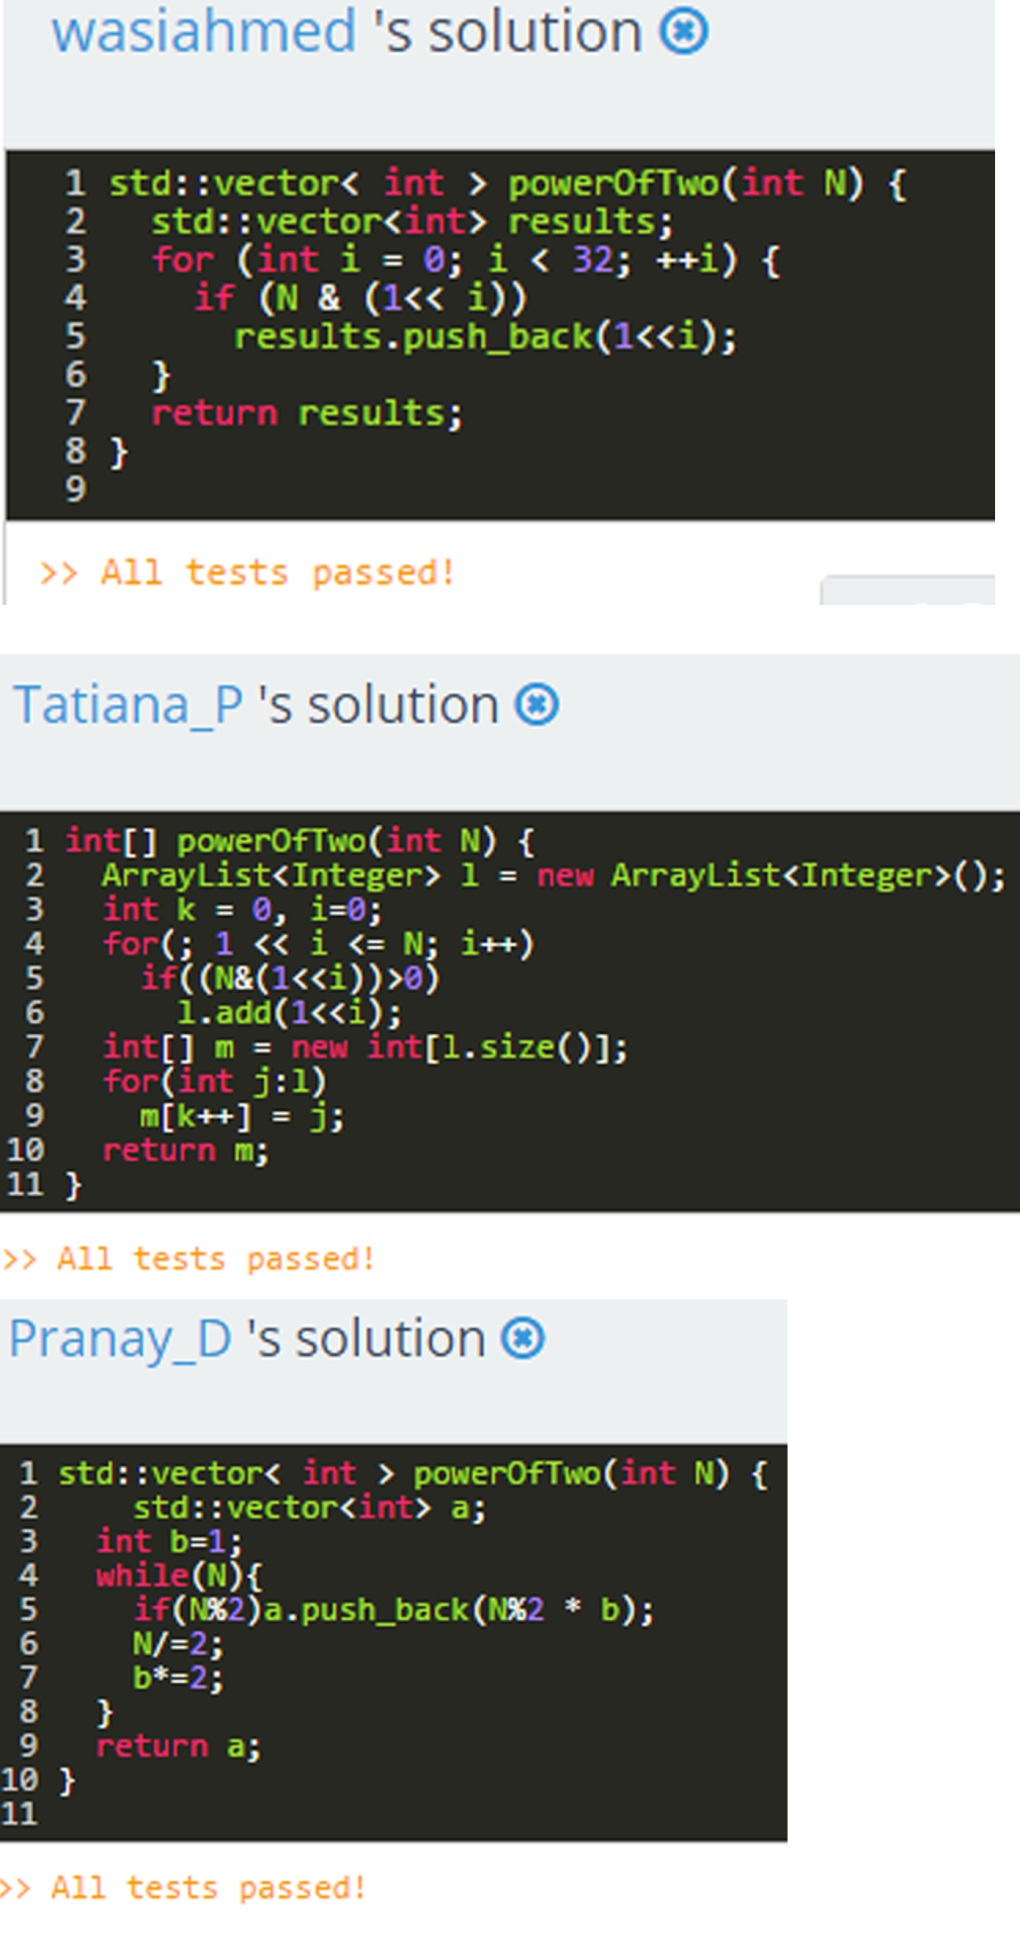 wasiahmed 's solution
1 std::vector< int > powerOfTwo(int N) {
2   std::vector<int> results;
3   for (int i = 0; i < 32; ++i) {
4     if (N & (1<< i))
5       results.push_back(1<<i);
6   }
7   return results;
8 }
9
>> All tests passed!
Tatiana_P 's solution
1 int[] powerOfTwo(int N) {
2   ArrayList<Integer> l = new ArrayList<Integer>();
3   int k = 0, i=0;
4   for(; 1 << i <= N; i++)
5     if((N&(1<<i))>0)
6       l.add(1<<i);
7   int[] m = new int[l.size()];
8   for(int j:l)
9     m[k++] = j;
10   return m;
11 }
>> All tests passed!
Pranay_D 's solution
1 std::vector< int > powerOfTwo(int N) {
2     std::vector<int> a;
3   int b=1;
4   while(N){
5     if(N%2)a.push_back(N%2 * b);
6     N/=2;
7     b*=2;
8   }
9   return a;
10 }
11
>> All tests passed!